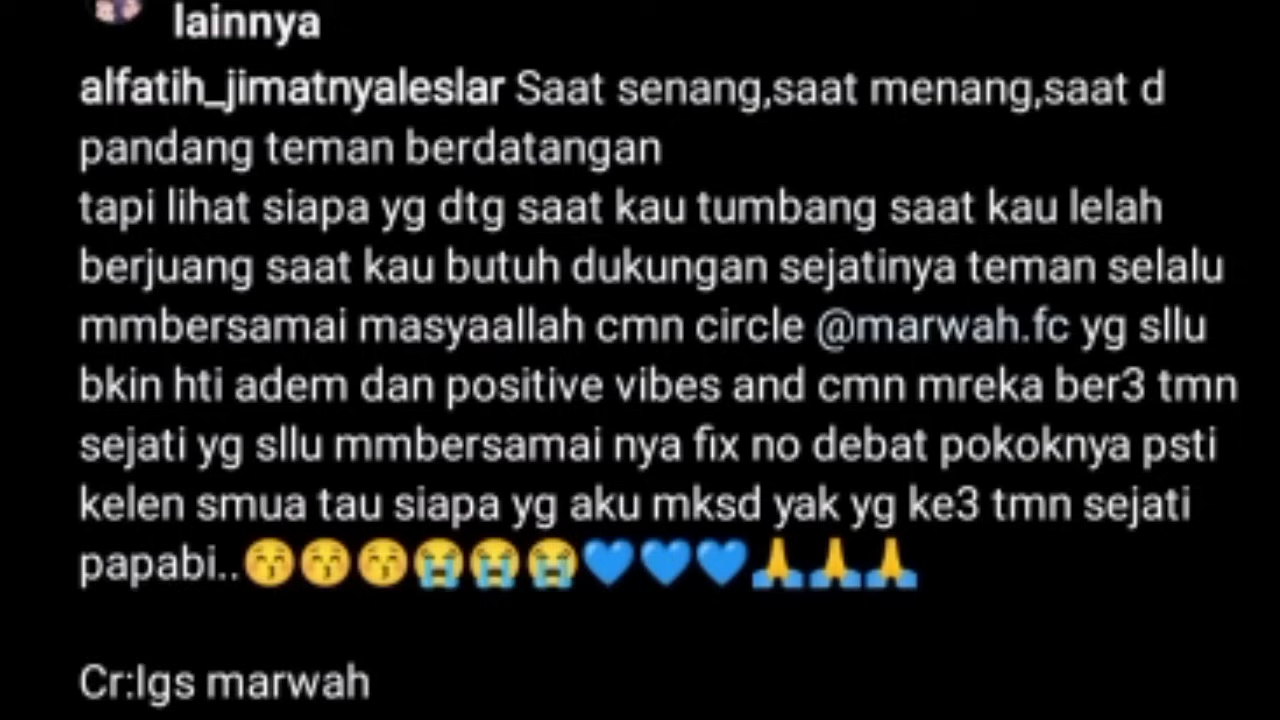 lainnya
alfatih_jimatnyaleslar Saat senang,saat menang,saat d
pandang teman berdatangan
tapi lihat siapa yg dtg saat kau tumbang saat kau lelah
berjuang saat kau butuh dukungan sejatinya teman selalu
mmbersamai masyaallah cmn circle @marwah.fc yg sllu
bkin hti adem dan positive vibes and cmn mreka ber3 tmn
sejati yg sllu mmbersamai nya fix no debat pokoknya psti
kelen smua tau siapa yg aku mksd yak yg ke3 tmn sejati
papabi..😚😚😚😭😭😭💙💙💙🙏🙏🙏
Cr:Igs marwah